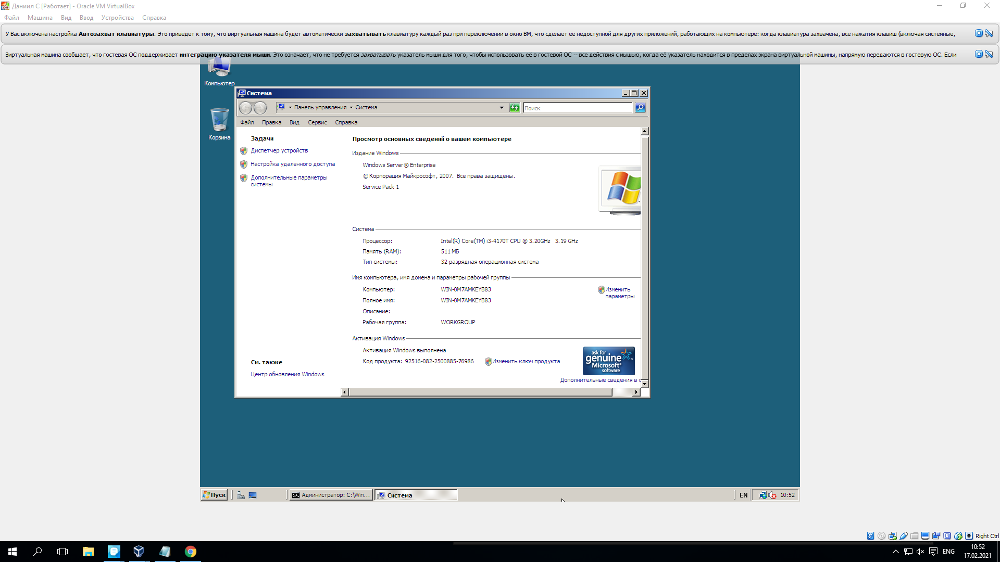 Даниил С [Работает] - Oracle VM VirtualBox
Файл Машина Вид Ввод Устройства Справка
У Вас включена настройка Автозахват клавиатуры. Это приведет к тому, что виртуальная машина будет автоматически захватывать клавиатуру каждый раз при переключении в окно ВМ, что сделает её недоступной для других приложений, работающих на компьютере: когда клавиатура захвачена, все нажатия клавиш (включая системные,
Виртуальная машина сообщает, что гостевая ОС поддерживает интеграцию указателя мыши. Это означает, что не требуется захватывать указатель мыши для того, чтобы использовать её в гостевой ОС -- все действия с мышью, когда её указатель находится в пределах экрана виртуальной машины, напрямую передаются в гостевую ОС. Если
Компьютер
Корзина
Система
Панель управления Система
Поиск
Файл Правка Вид Сервис Справка
Задачи
Диспетчер устройств
Настройка удаленного доступа
Дополнительные параметры
системы
См. также
Центр обновления Windows
Просмотр основных сведений о вашем компьютере
Издание Windows
Windows Server® Enterprise
© Корпорация Майкрософт, 2007. Все права защищены.
Service Pack 1
Система
Процессор: Intel(R) Core(TM) i3-4170T CPU @ 3.20GHz 3.19 GHz
Память (RAM): 511 МБ
Тип системы: 32-разрядная операционная система
Имя компьютера, имя домена и параметры рабочей группы
Компьютер: WIN-0M7AMKEYB83
Изменить
параметры
Полное имя: WIN-0M7AMKEYB83
Описание:
Рабочая группа: WORKGROUP
Активация Windows
Активация Windows выполнена
Код продукта: 92516-082-2500885-76986 Изменить ключ продукта
ask for
genuine
Microsoft®
software
Дополнительные сведения в с
Пуск
Администратор: C:\Win...
Система
EN
10:52
Right Ctrl
ENG
10:52
17.02.2021